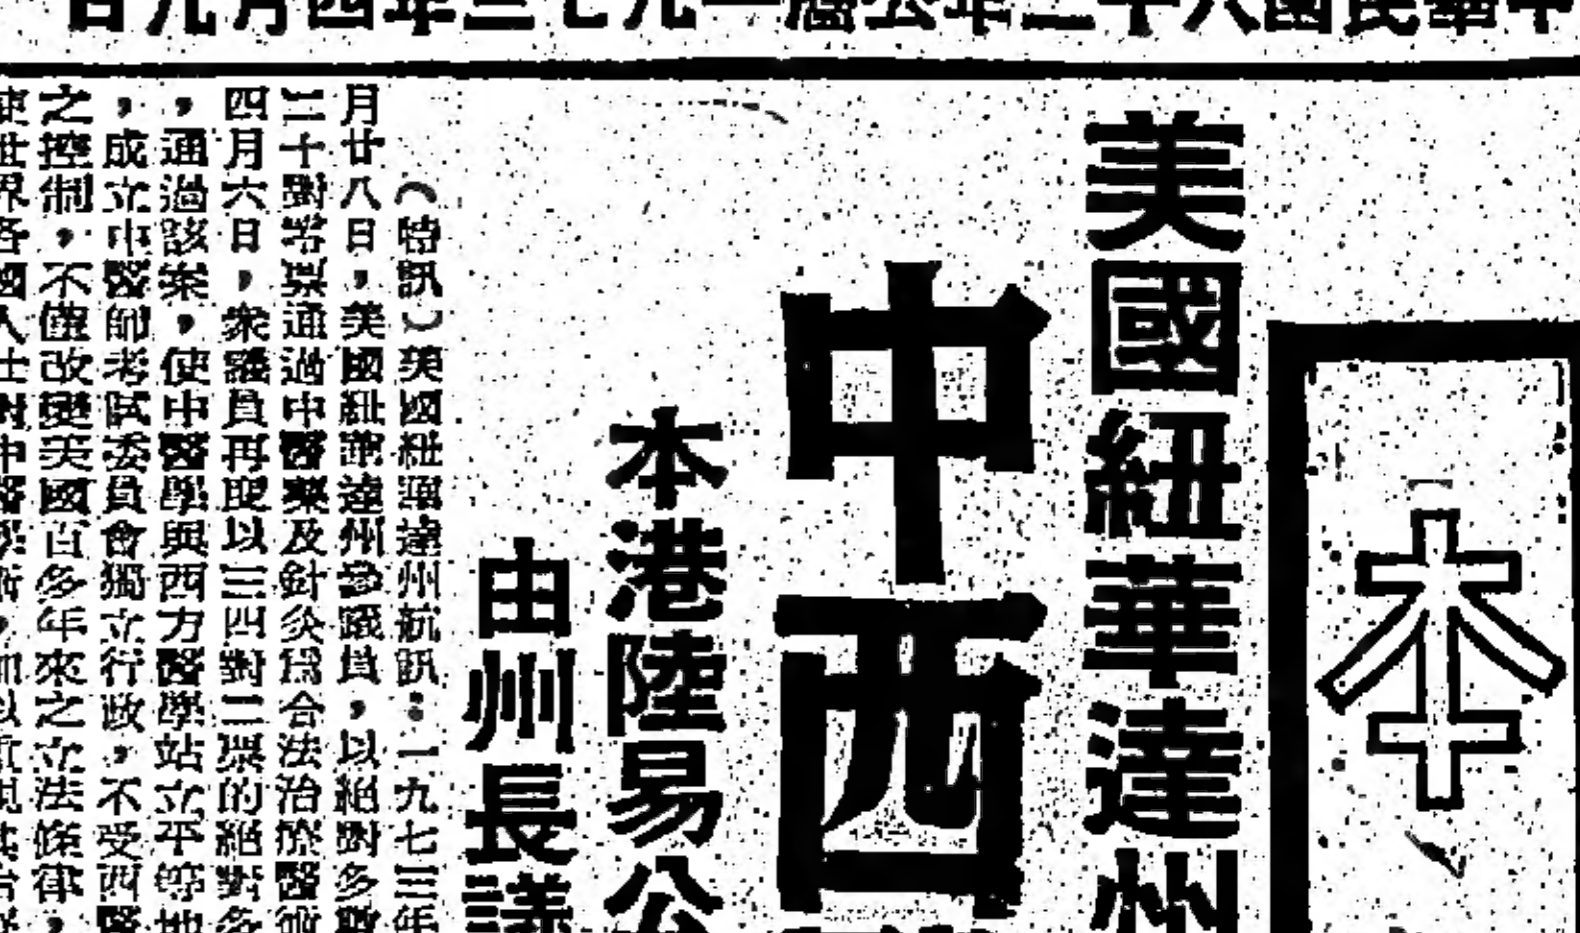 中華民國六十二年公曆一九七三年四月九日
本
美國紐華達州
中西
本港陸易公
由州長議
（特訊）美國紐華達州航訊：一九七三年
月廿八日，美國紐華達州參議員，以絕對多數
二十對零票通過中醫藥及針灸爲合法治於醫術
四月六日，衆議員再度以三四對二票的絕對多
，通過該案，使中醫學與西方醫學站立平等地
，成立中醫師考試委員會獨立行政，不受西醫
之控制，不僅改變美國百多年來之立法條律，
使世界各國人士對中醫學術，加以重視其治